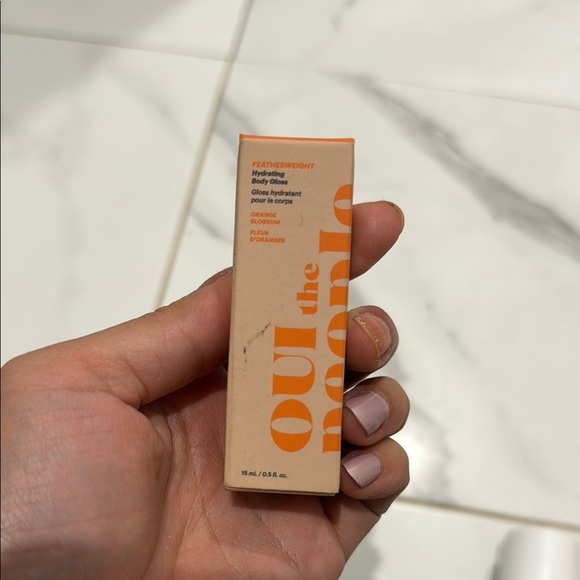 FEATHERWEIGHT
Hydrating
Body Gloss
Gloss hydratant
pour le corps
ORANGE
BLOSSOM
FLEUR
D'ORANGER
OUI the
people
15 ml. / 0.5 fl. oz.